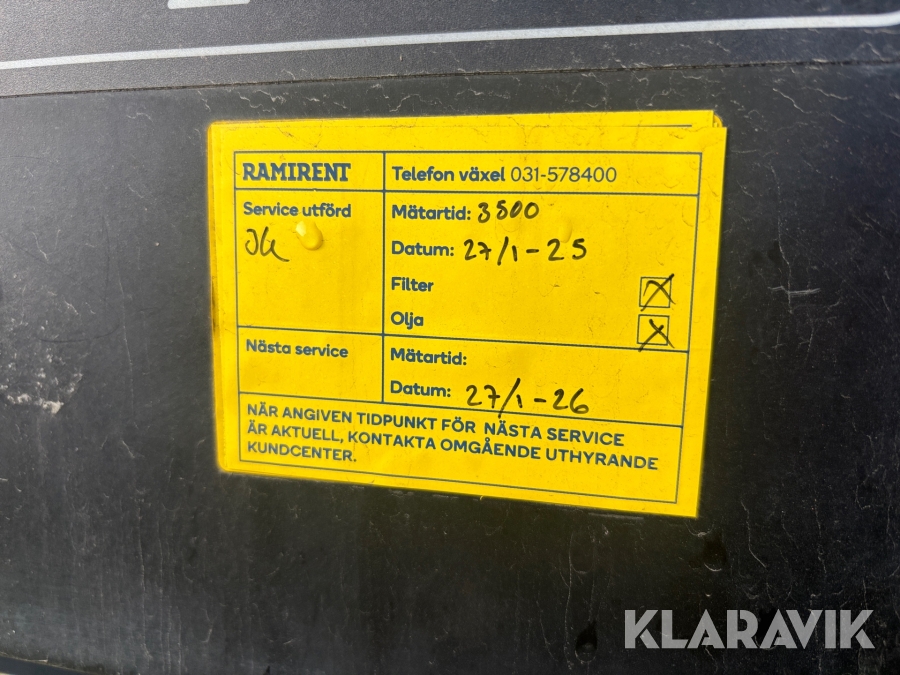 RAMIRENT
Telefon växel 031-578400
Service utförd
Mätartid: 3500
Datum: 27/1-25
Filter
Olja
Nästa service
Mätartid:
Datum: 27/1-26
NÄR ANGIVEN TIDPUNKT FÖR NÄSTA SERVICE
ÄR AKTUELL, KONTAKTA OMGÅENDE UTHYRANDE
KUNDCENTER.
KLARAVIK